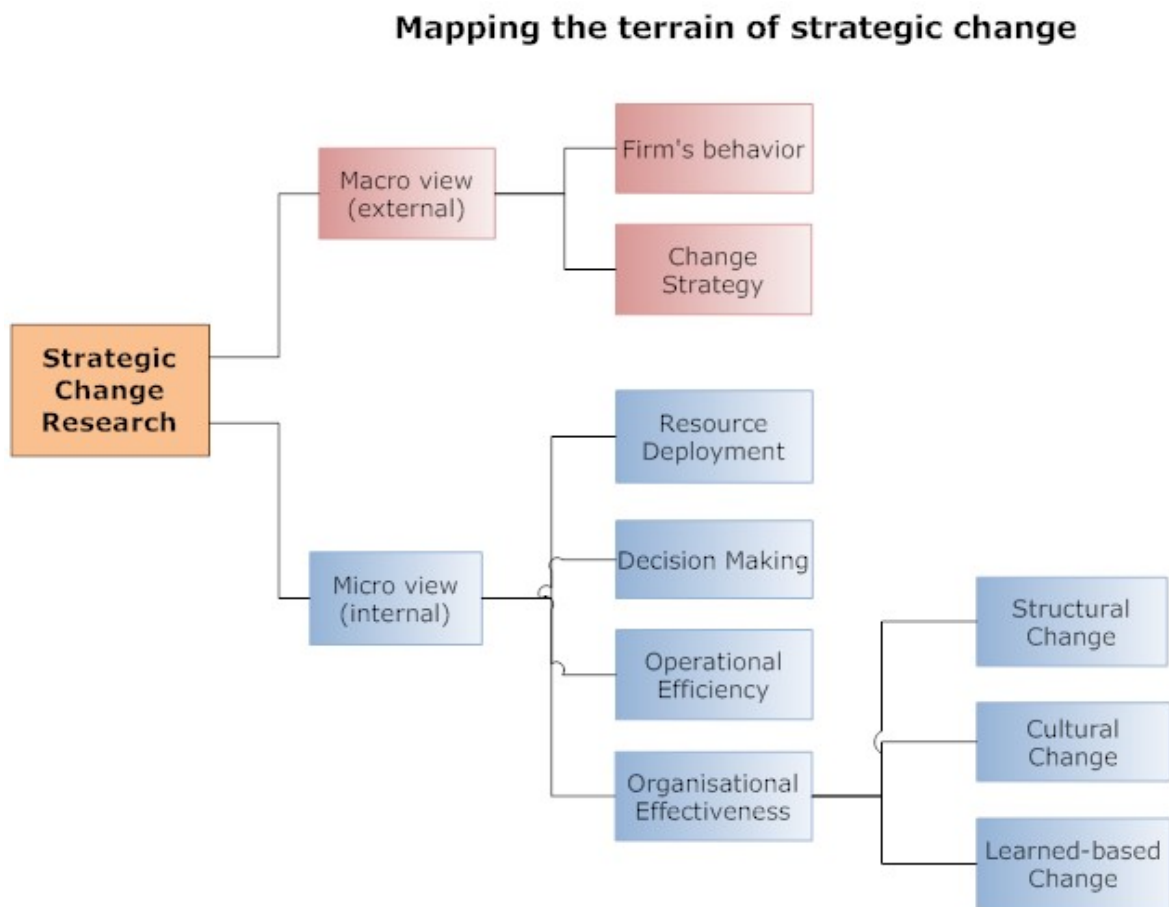 Mapping the terrain of strategic change
Firm's behavior
Macro view
(external)
Change
Strategy
Strategic
Change
Research
Resource
Deployment
Decision Making
Micro view
(internal)
Structural
Change
Operational
Efficiency
Cultural
Change
Organisational
Effectiveness
Learned-based
Change